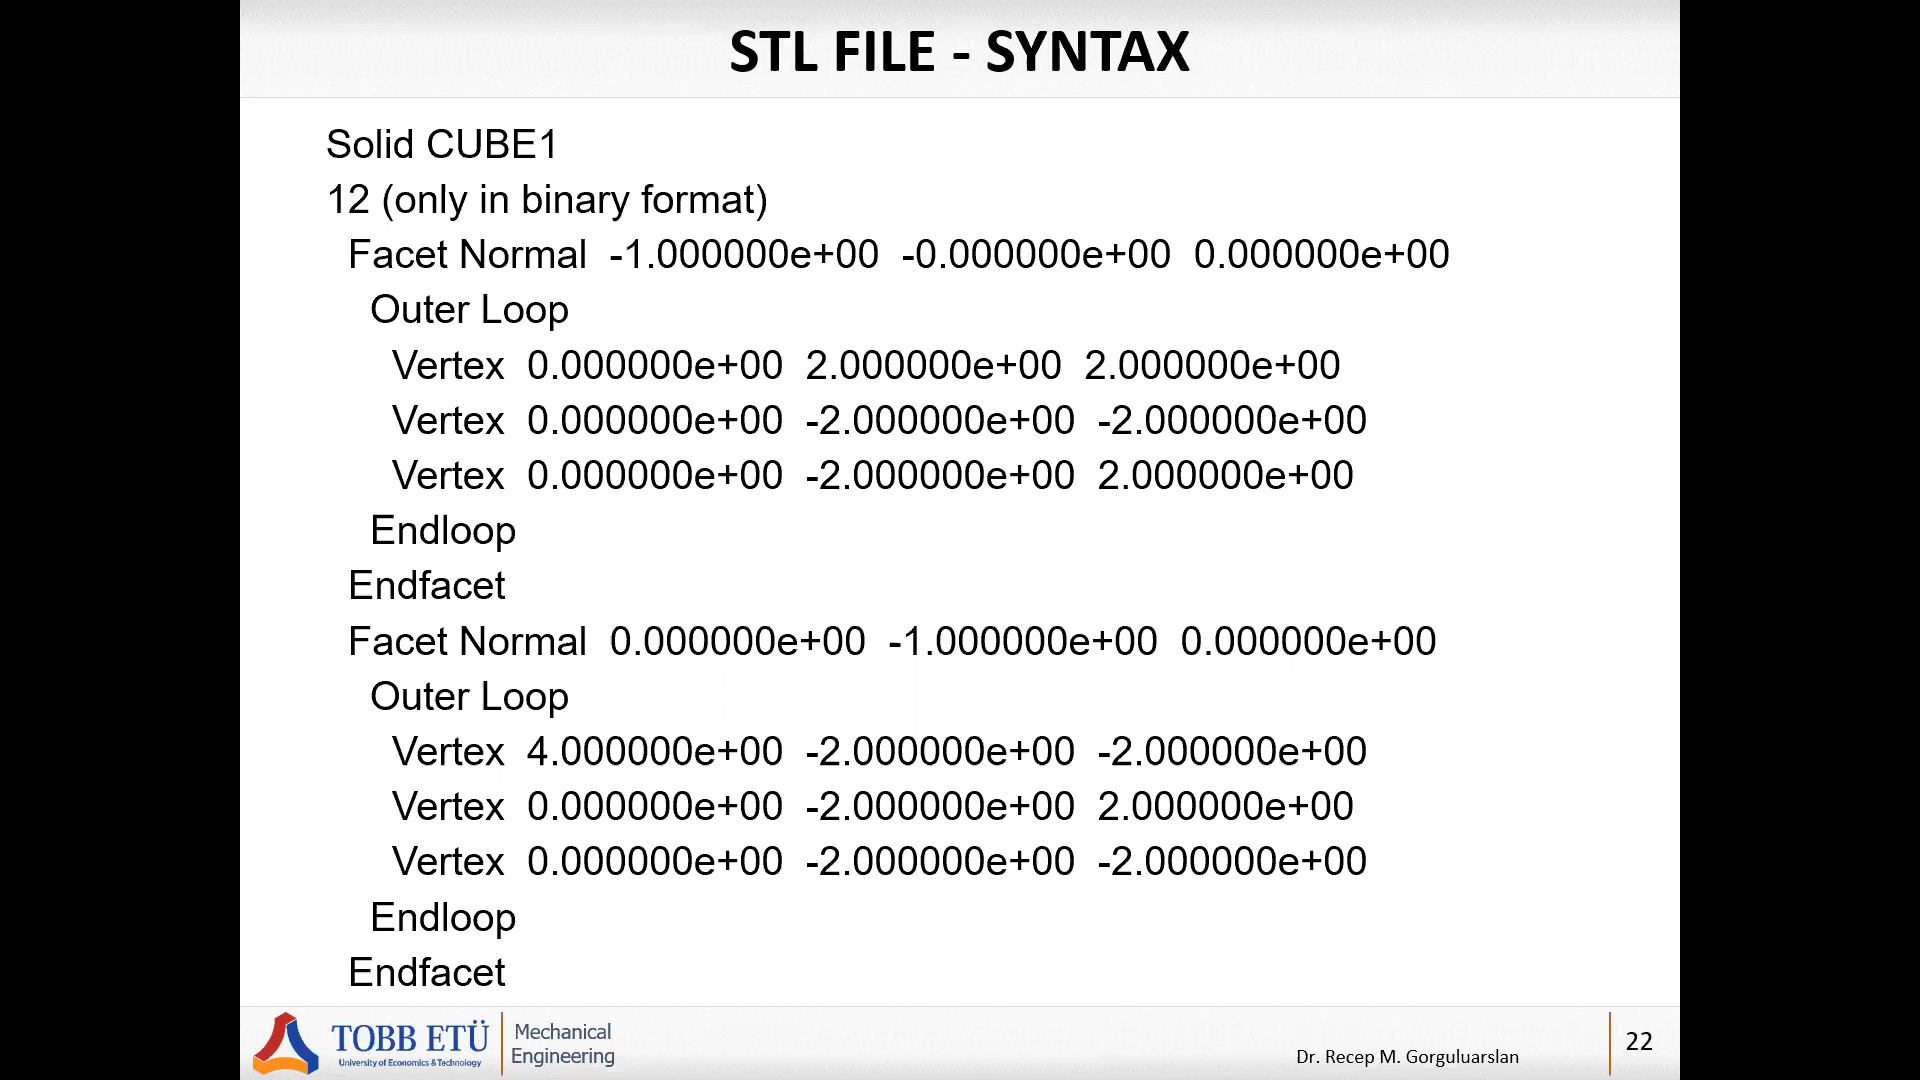 STL FILE - SYNTAX
Solid CUBE1
12 (only in binary format)
Facet Normal -1.000000e+00 -0.000000e+00 0.000000e+00
Outer Loop
Vertex 0.000000e+00 2.000000e+00 2.000000e+00
Vertex 0.000000e+00 -2.000000e+00 -2.000000e+00
Vertex 0.000000e+00 -2.000000e+00 2.000000e+00
Endloop
Endfacet
Facet Normal 0.000000e+00 -1.000000e+00 0.000000e+00
Outer Loop
Vertex 4.000000e+00 -2.000000e+00 -2.000000e+00
Vertex 0.000000e+00 -2.000000e+00 2.000000e+00
Vertex 0.000000e+00 -2.000000e+00 -2.000000e+00
Endloop
Endfacet
TOBB ETÜ
University of Economics & Technology
Mechanical
Engineering
Dr. Recep M. Gorguluarslan
22